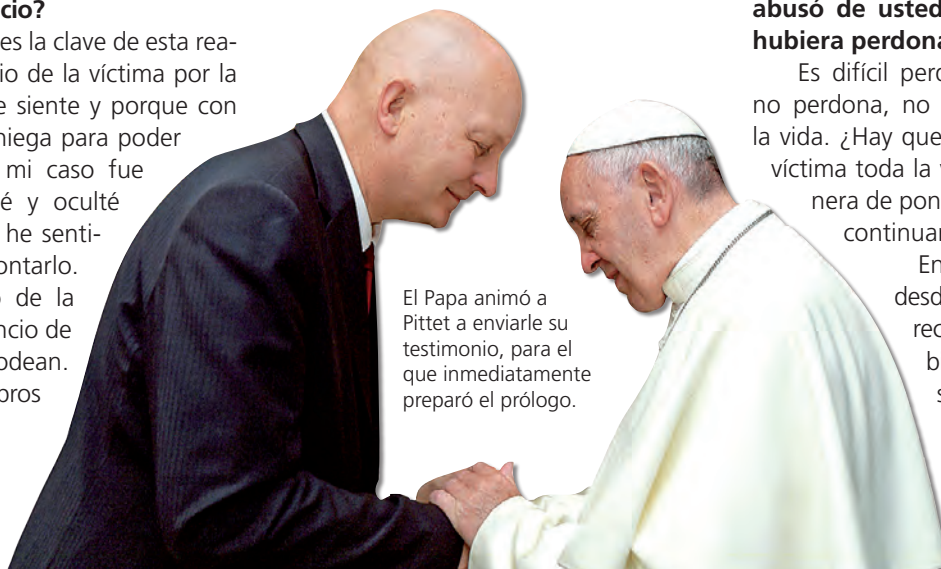 cio?
es la clave de esta rea-
io de la víctima por la
e siente y porque con
niega para poder
mi caso fue
é y oculté
he senti-
ontarlo.
o de la
ncio de
odean.
bros
El Papa animó a
Pittet a enviarle su
testimonio, para el
que inmediatamente
preparó el prólogo.
abusó de usted
hubiera perdona
Es difícil perd
no perdona, no
la vida. ¿Hay que
víctima toda la v
nera de pon
continuar
En
desd
rec
b
s